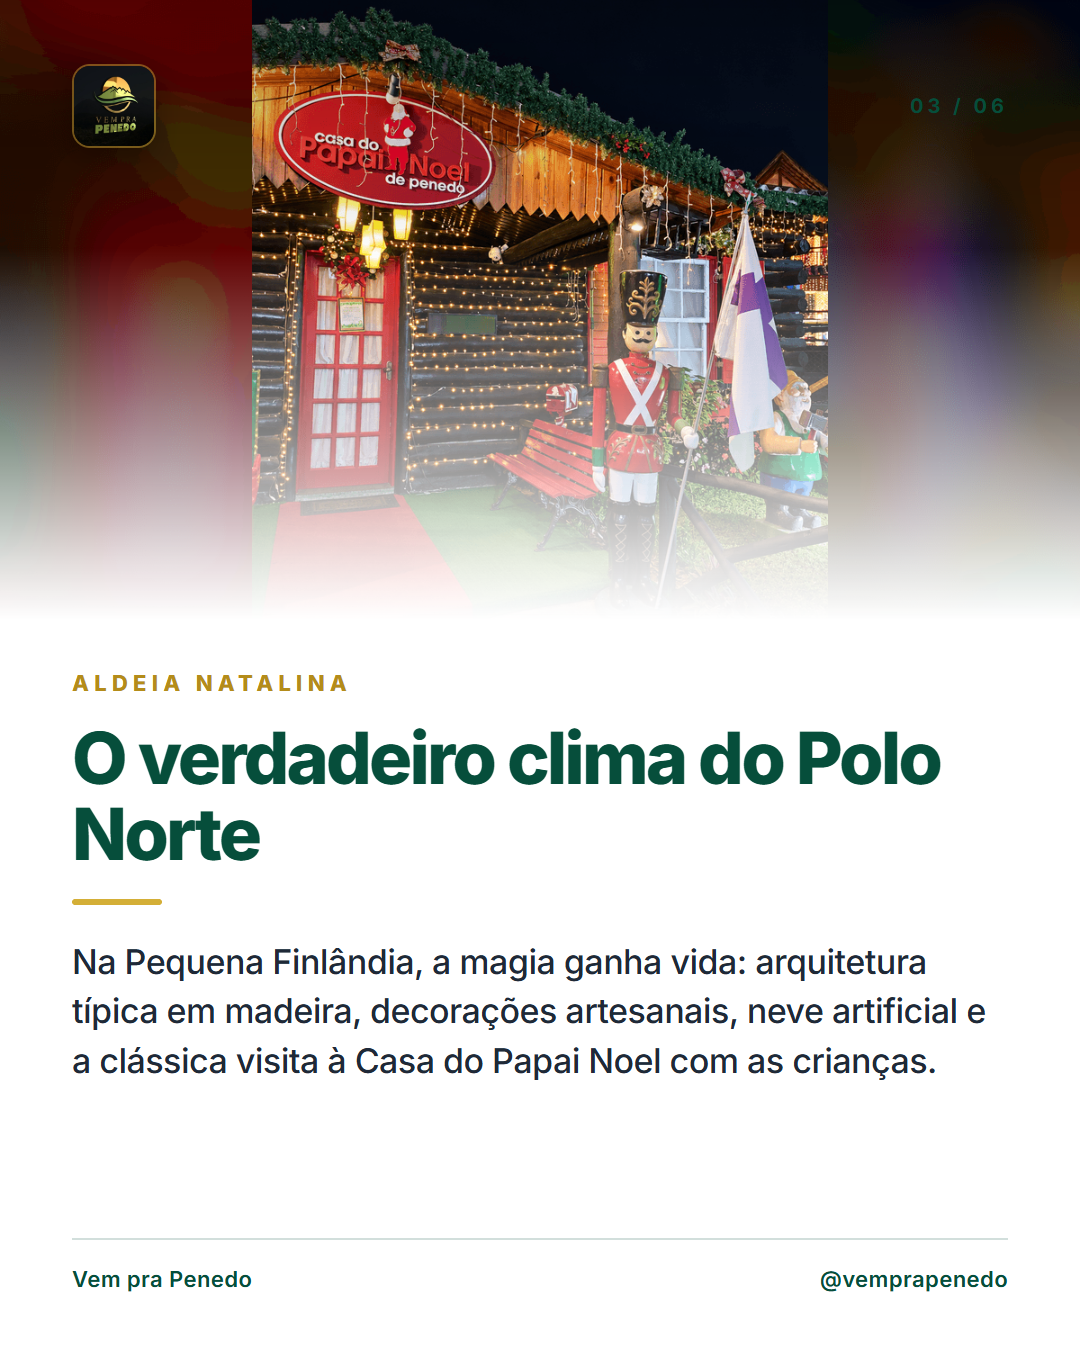 VEM PRA
PENEDO
03 / 06
casa do
Papai Noel
de penedo
ALDEIA NATALINA
O verdadeiro clima do Polo
Norte
Na Pequena Finlândia, a magia ganha vida: arquitetura
típica em madeira, decorações artesanais, neve artificial e
a clássica visita à Casa do Papai Noel com as crianças.
Vem pra Penedo
@vemprapenedo